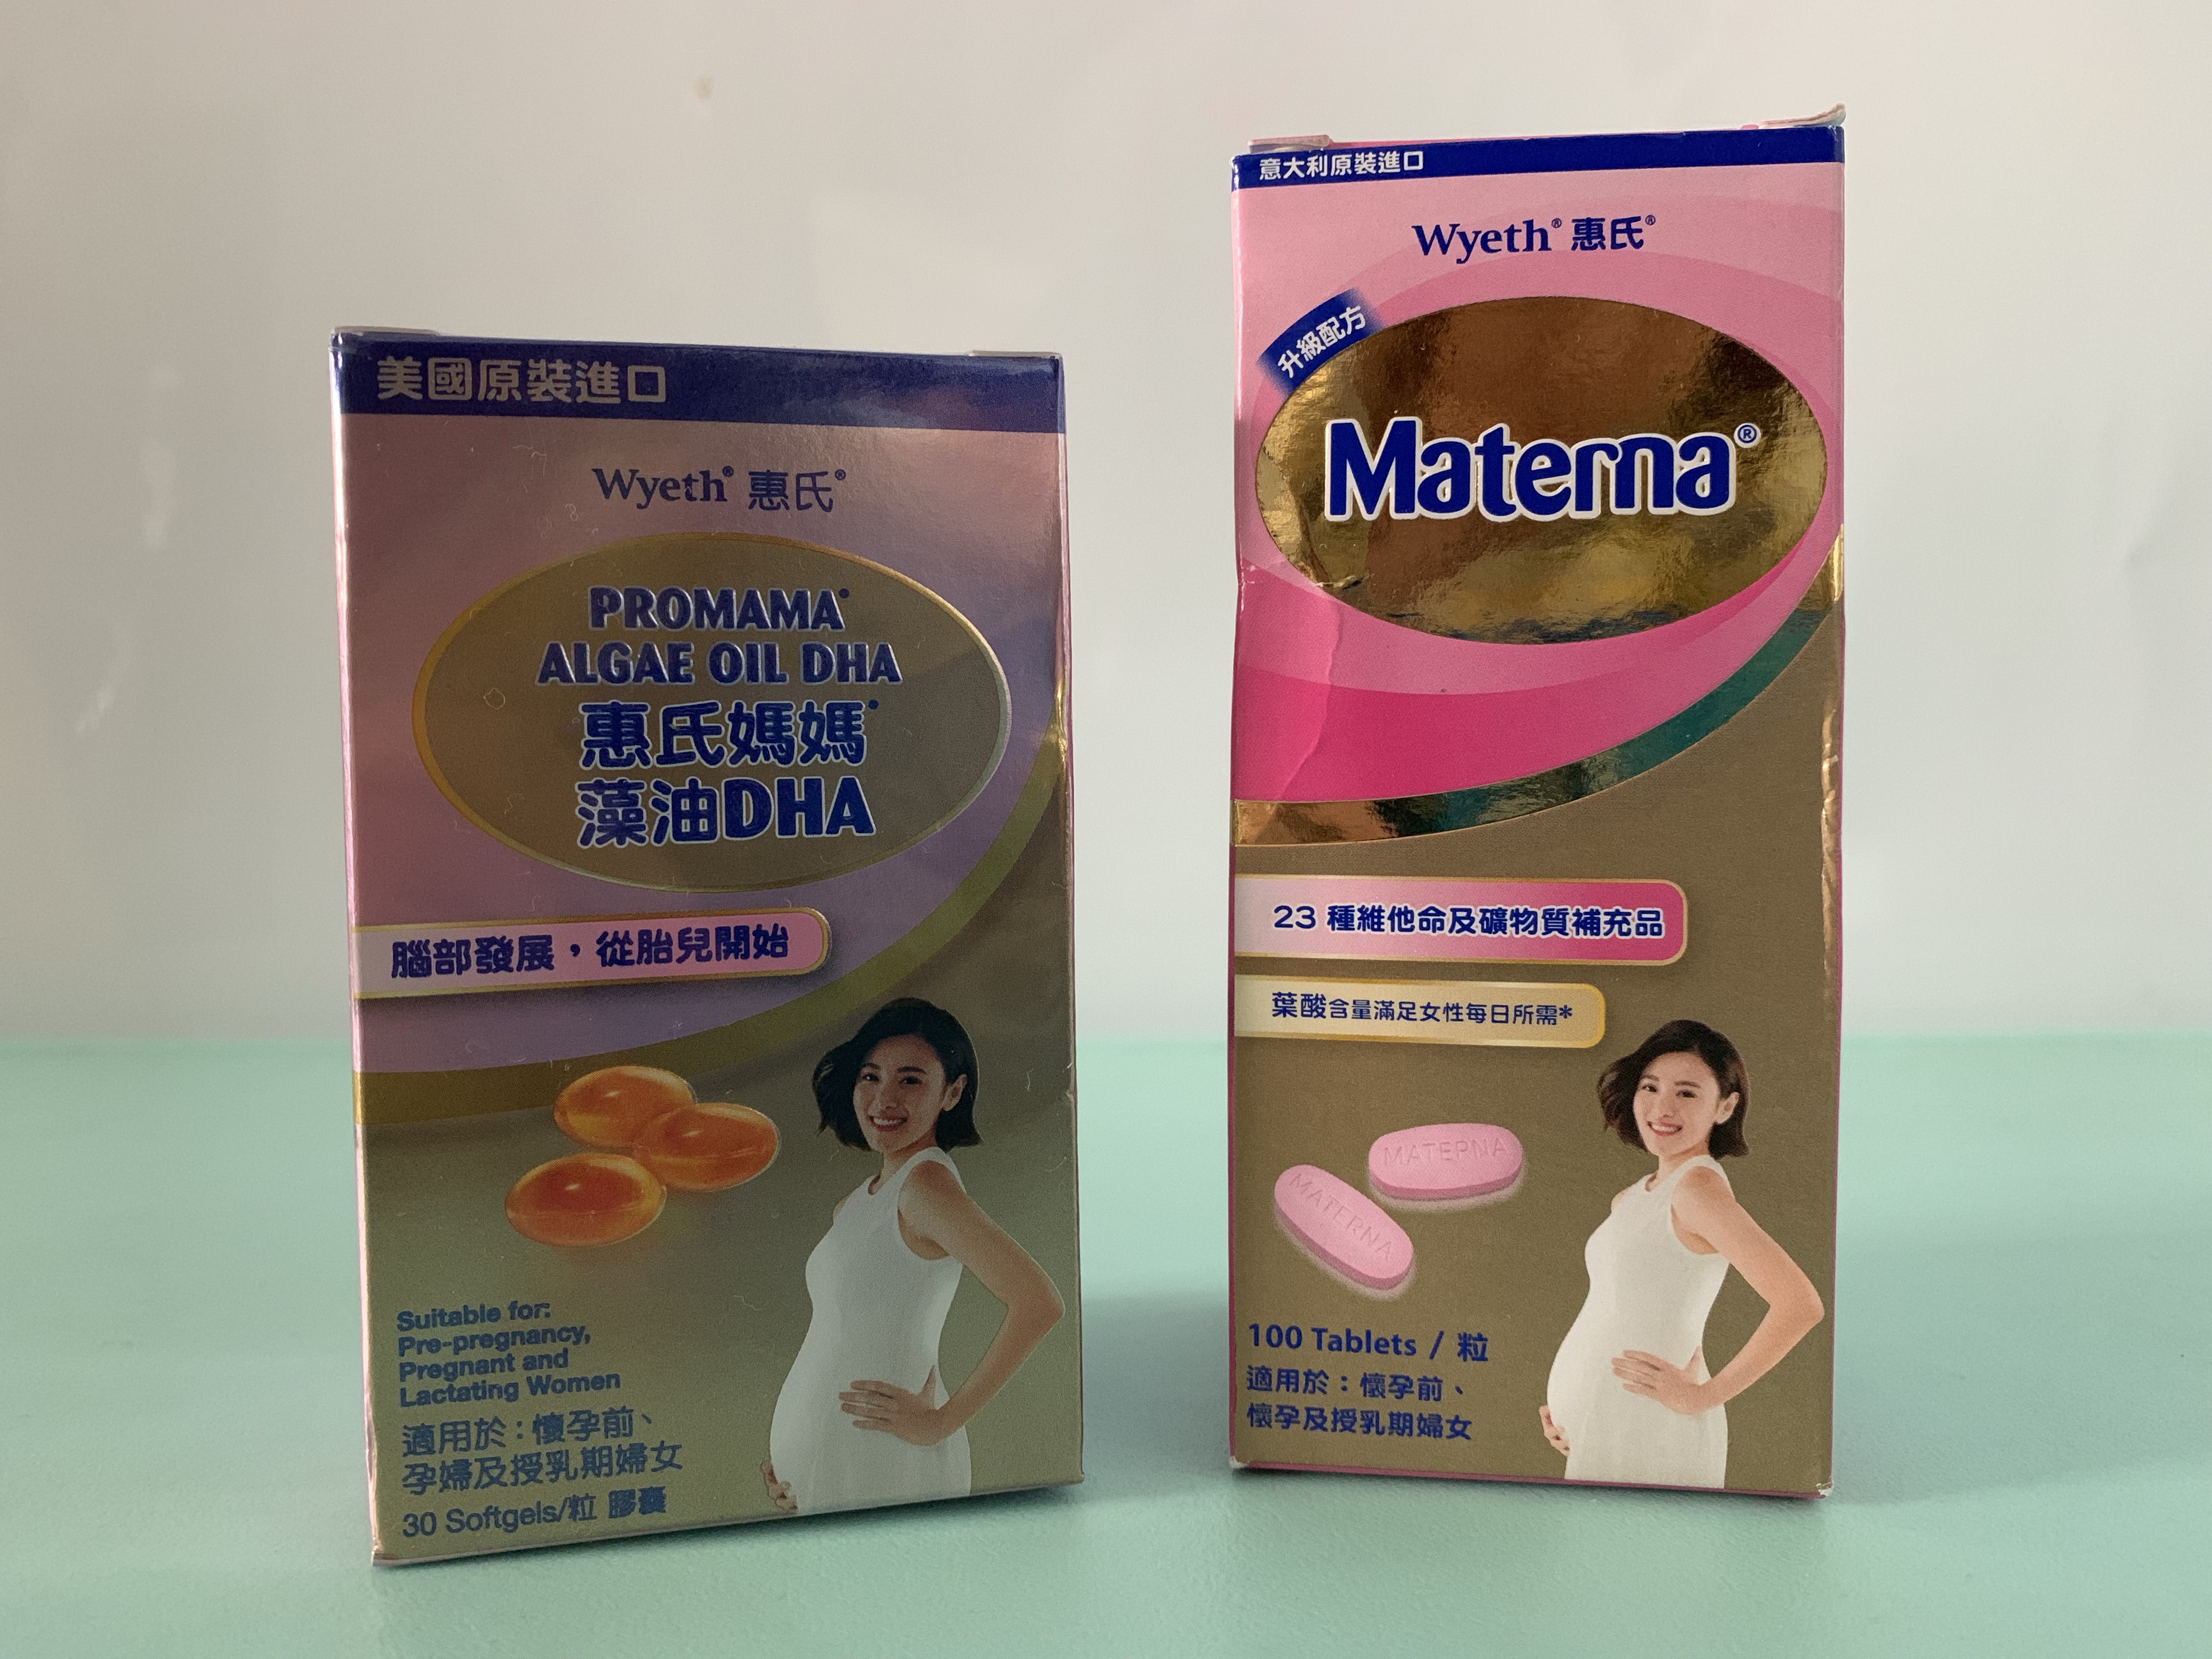 美國原裝進口
Wyeth® 惠氏®
PROMAMA®
ALGAE OIL DHA
惠氏媽媽®
藻油DHA
腦部發展，從胎兒開始
Suitable for:
Pre-pregnancy,
Pregnant and
Lactating Women
適用於：懷孕前、
孕婦及授乳期婦女
30 Softgels/粒 膠囊
意大利原裝進口
Wyeth® 惠氏®
升級配方
Materna®
23 種維他命及礦物質補充品
葉酸含量滿足女性每日所需*
MATERNA
MATERNA
100 Tablets / 粒
適用於：懷孕前、
懷孕及授乳期婦女